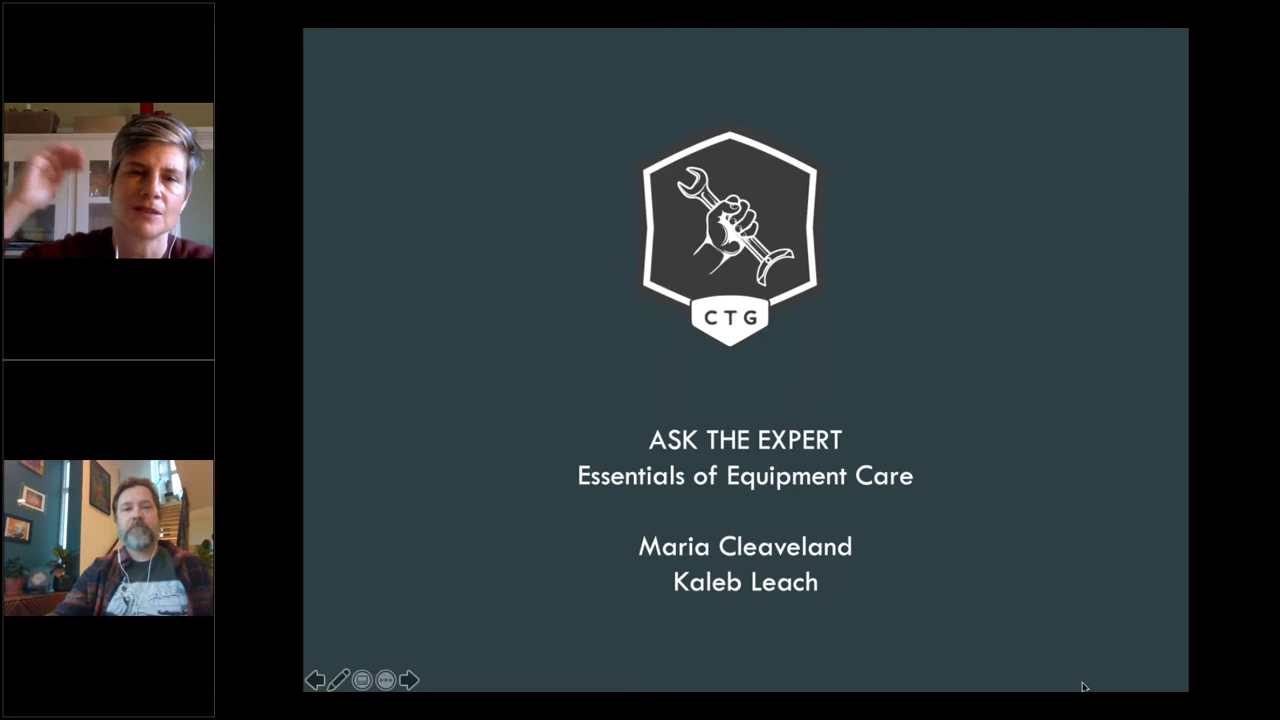 CTG
ASK THE EXPERT
Essentials of Equipment Care
Maria Cleaveland
Kaleb Leach